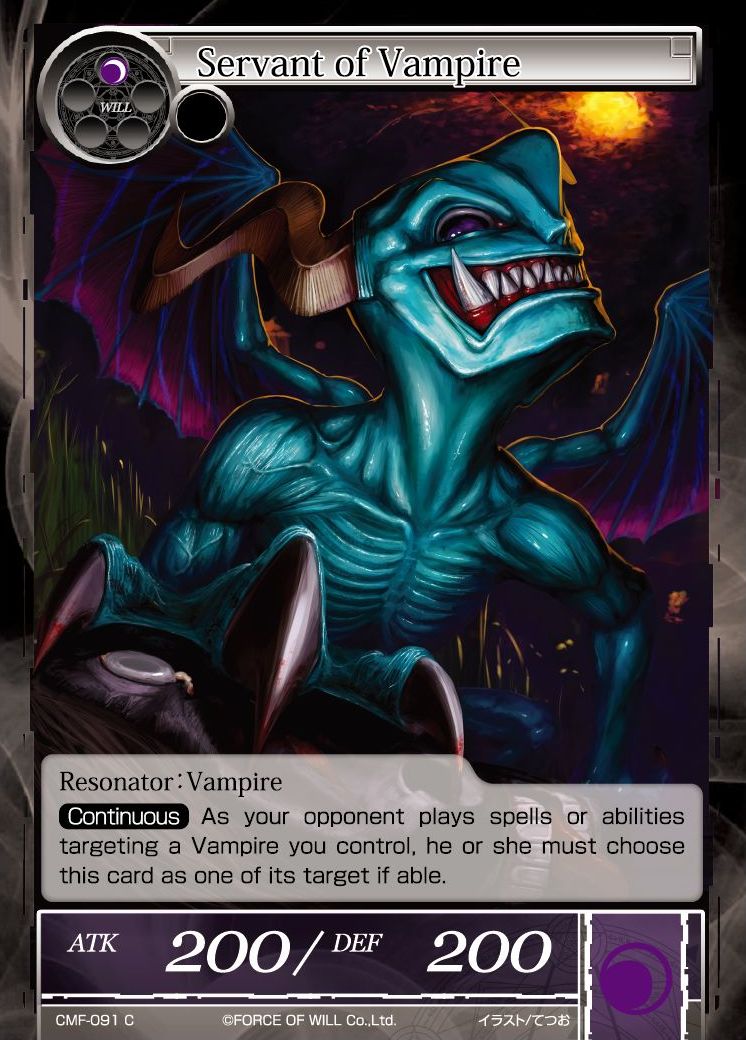 Servant of Vampire
WILL
Resonator:Vampire
Continuous As your opponent plays spells or abilities
targeting a Vampire you control, he or she must choose
this card as one of its target if able.
ATK 200/ DEF 200
CMF-091 C ©FORCE OF WILL Co.,Ltd. イラスト/てつお